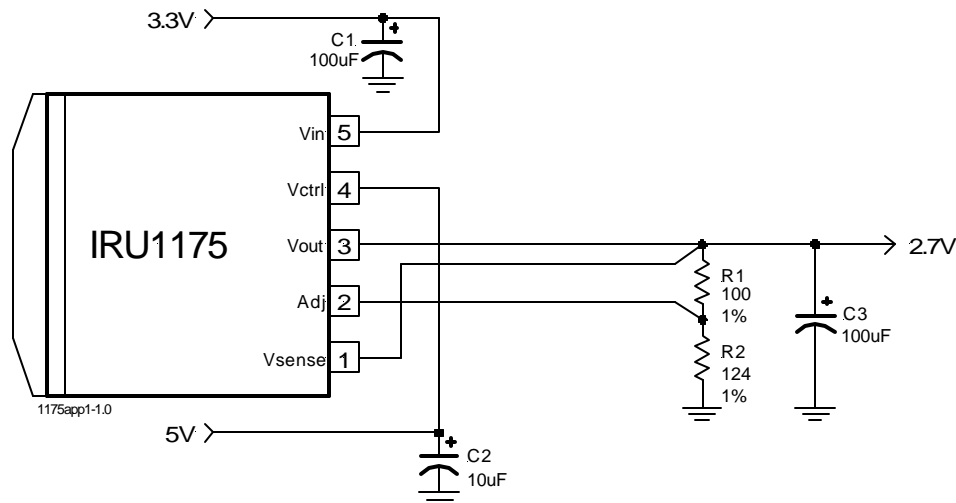 3.3V
C1
100uF
Vin 5
Vctrl 4
IRU1175
Vout 3
2.7V
R1
100
1%
Adj 2
C3
100uF
R2
124
1%
Vsense 1
1175app1-1.0
5V
C2
10uF